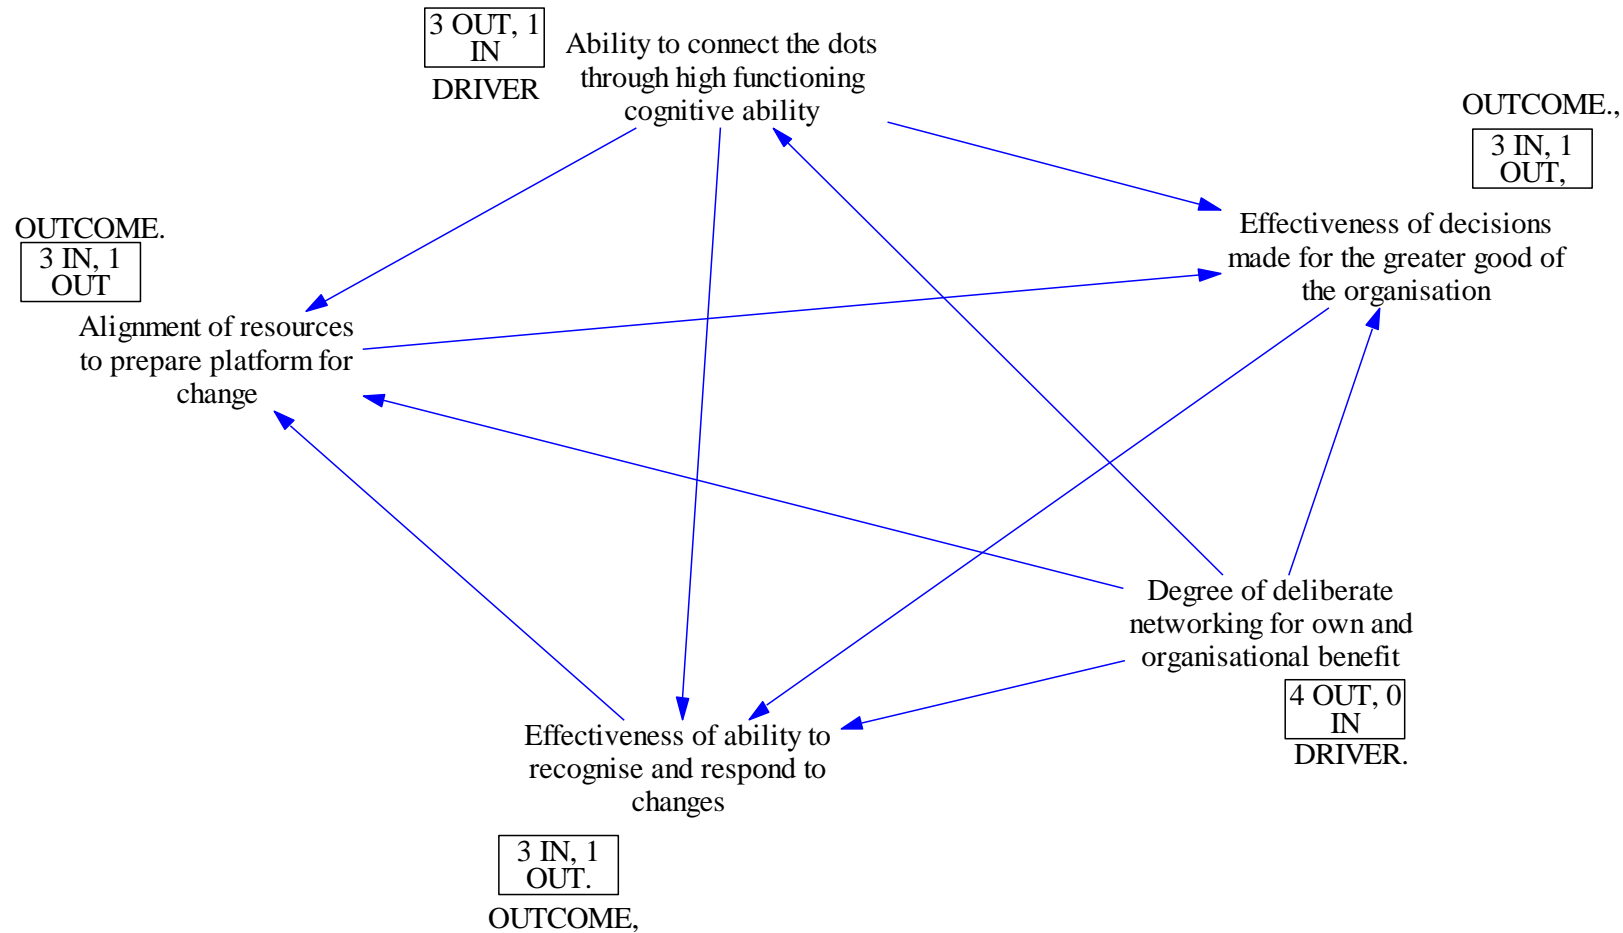 3 OUT, 1
IN
DRIVER
Ability to connect the dots
through high functioning
cognitive ability
OUTCOME.,
3 IN, 1
OUT,
Effectiveness of decisions
made for the greater good of
the organisation
OUTCOME.
3 IN, 1
OUT
Alignment of resources
to prepare platform for
change
Degree of deliberate
networking for own and
organisational benefit
4 OUT, 0
IN
DRIVER.
Effectiveness of ability to
recognise and respond to
changes
3 IN, 1
OUT.
OUTCOME,